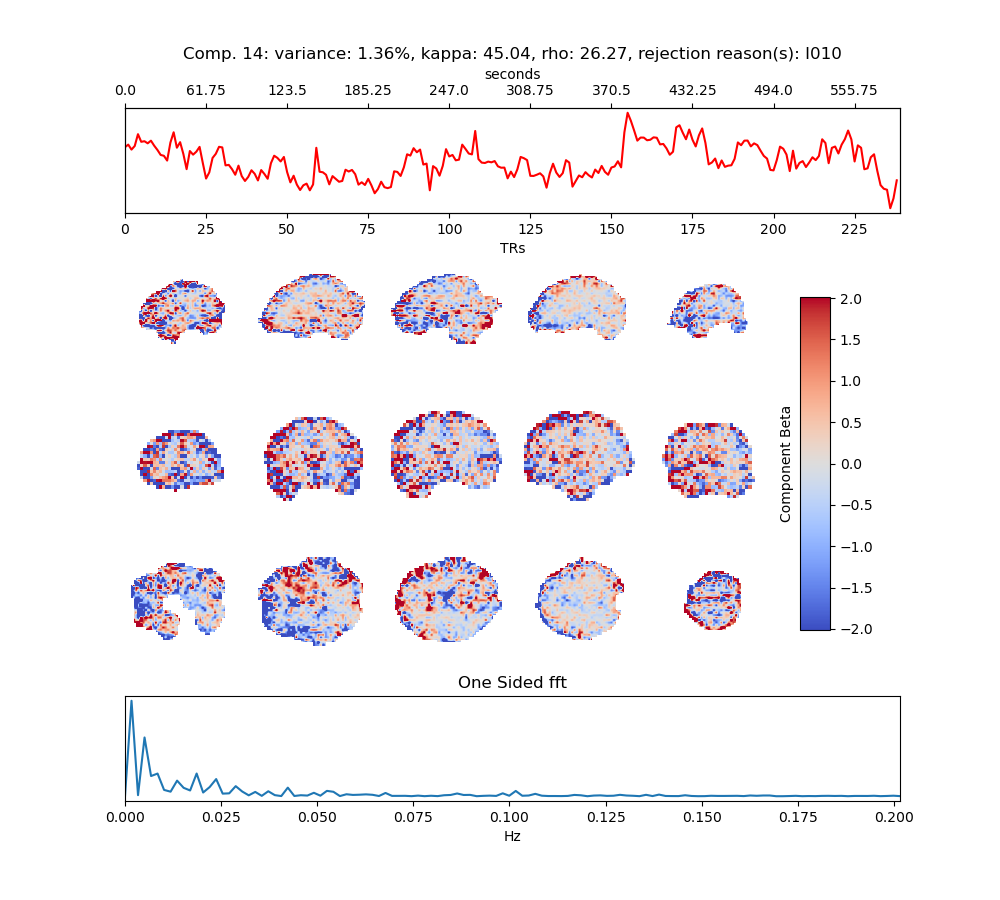 Comp. 14: variance: 1.36%, kappa: 45.04, rho: 26.27, rejection reason(s): I010
seconds
0.0 61.75 123.5 185.25 247.0 308.75 370.5 432.25 494.0 555.75
0 25 50 75 100 125 150 175 200 225
TRs
2.0
1.5
1.0
0.5
0.0
−0.5
−1.0
−1.5
−2.0
Component Beta
One Sided fft
0.000 0.025 0.050 0.075 0.100 0.125 0.150 0.175 0.200
Hz